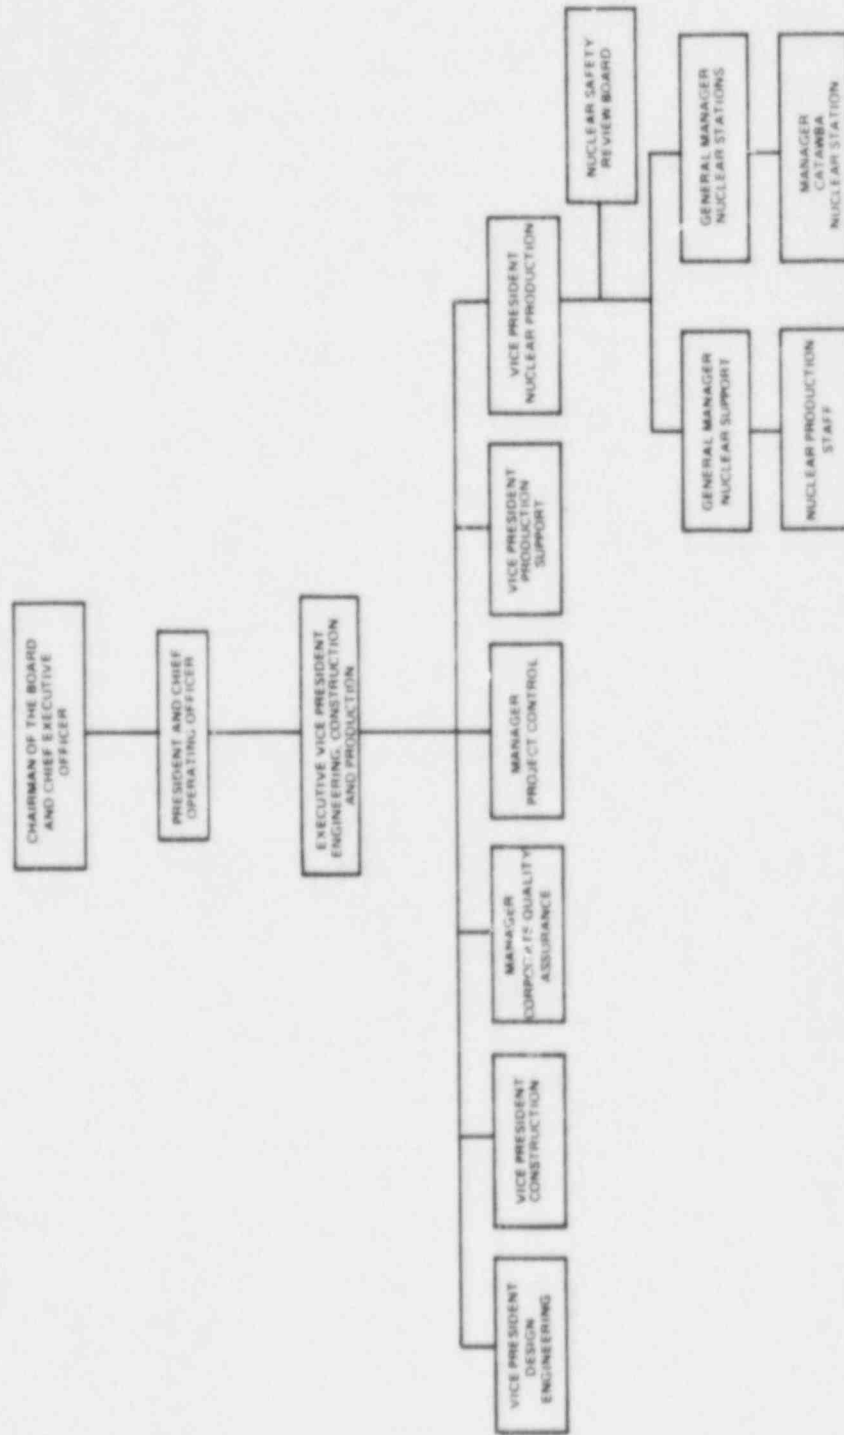 CHAIRMAN OF THE BOARD
AND CHIEF EXECUTIVE
OFFICER
PRESIDENT AND CHIEF
OPERATING OFFICER
EXECUTIVE VICE PRESIDENT
ENGINEERING, CONSTRUCTION
AND PRODUCTION
VICE PRESIDENT
DESIGN
ENGINEERING
VICE PRESIDENT
CONSTRUCTION
MANAGER
CORPORATE QUALITY
ASSURANCE
MANAGER
PROJECT CONTROL
VICE PRESIDENT
PRODUCTION
SUPPORT
VICE PRESIDENT
NUCLEAR PRODUCTION
NUCLEAR SAFETY
REVIEW BOARD
GENERAL MANAGER
NUCLEAR SUPPORT
GENERAL MANAGER
NUCLEAR STATIONS
NUCLEAR PRODUCTION
STAFF
MANAGER
CATAWBA
NUCLEAR STATION